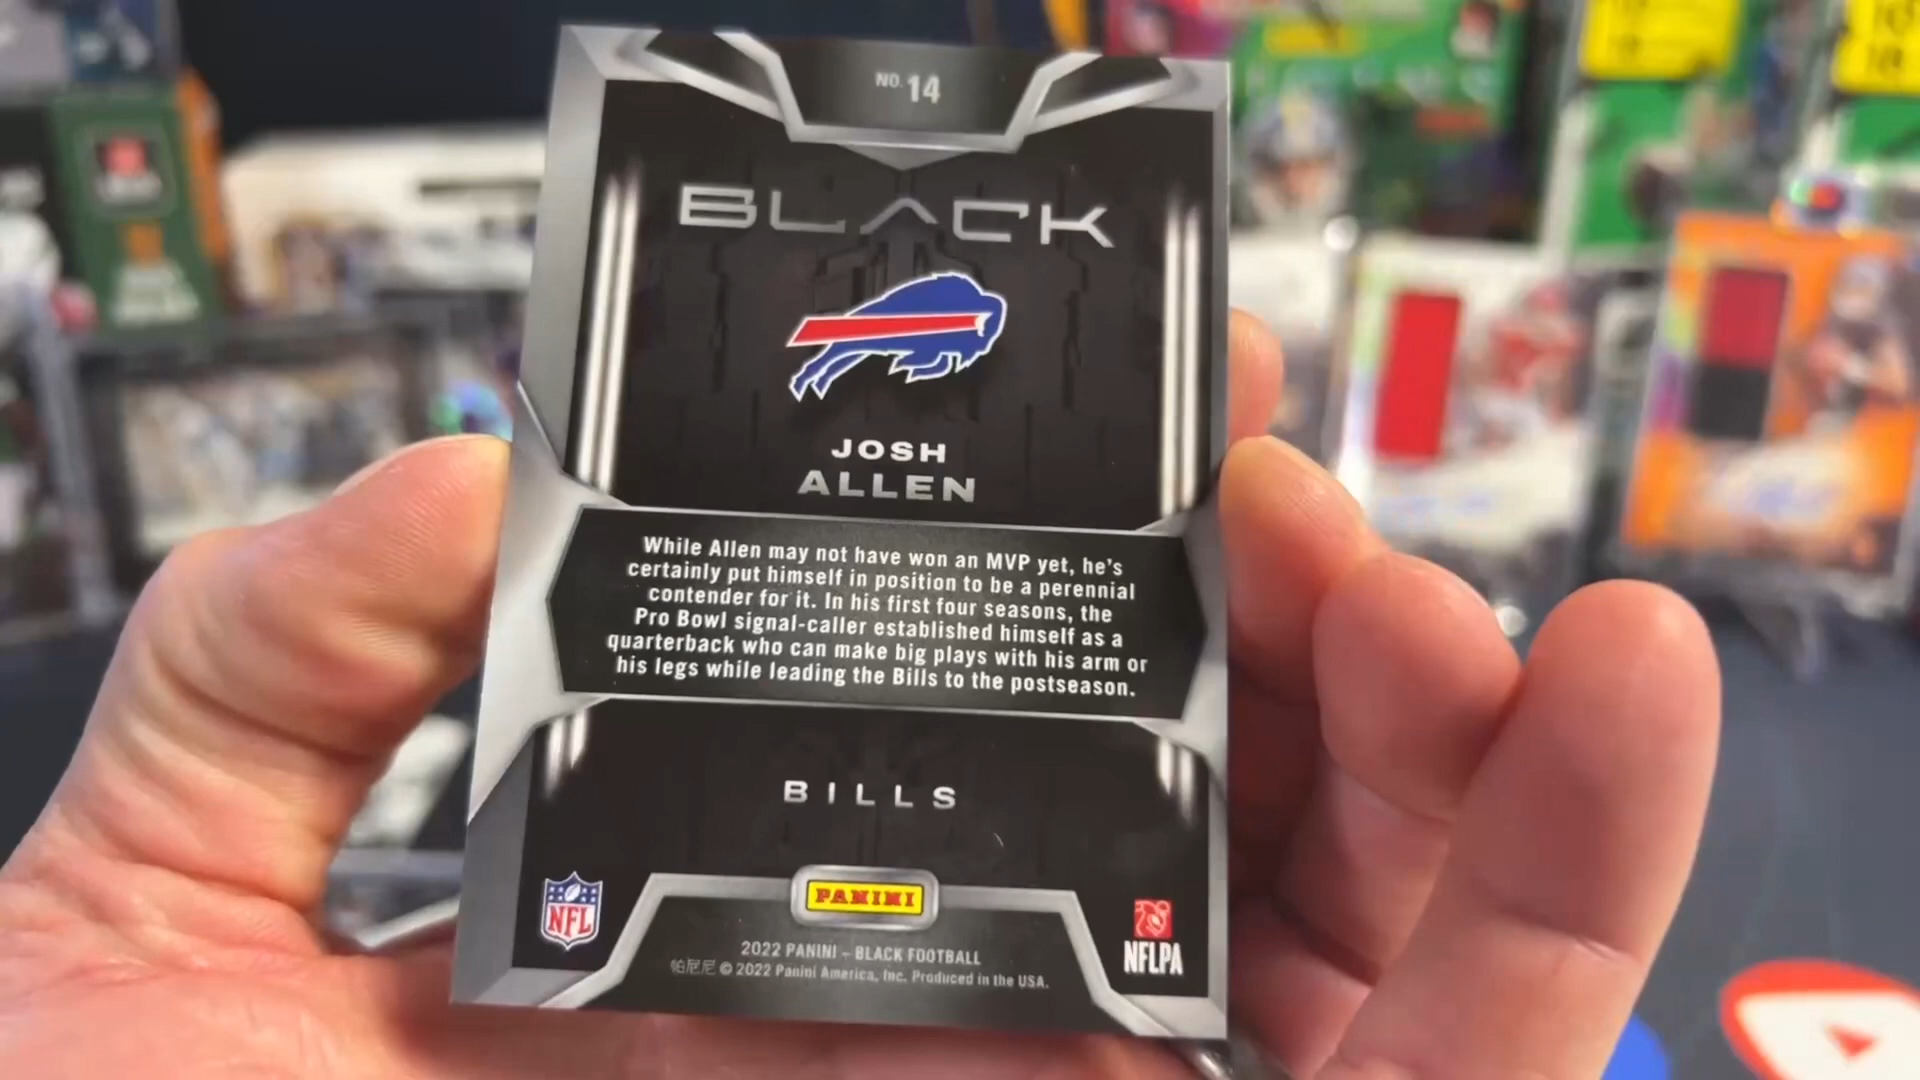 NO. 14
BLACK
JOSH
ALLEN
While Allen may not have won an MVP yet, he's
certainly put himself in position to be a perennial
contender for it. In his first four seasons, the
Pro Bowl signal-caller established himself as a
quarterback who can make big plays with his arm or
his legs while leading the Bills to the postseason.
BILLS
PANINI
NFL
NFLPA
2022 PANINI – BLACK FOOTBALL
帕尼尼 © 2022 Panini America, Inc. Produced in the USA.